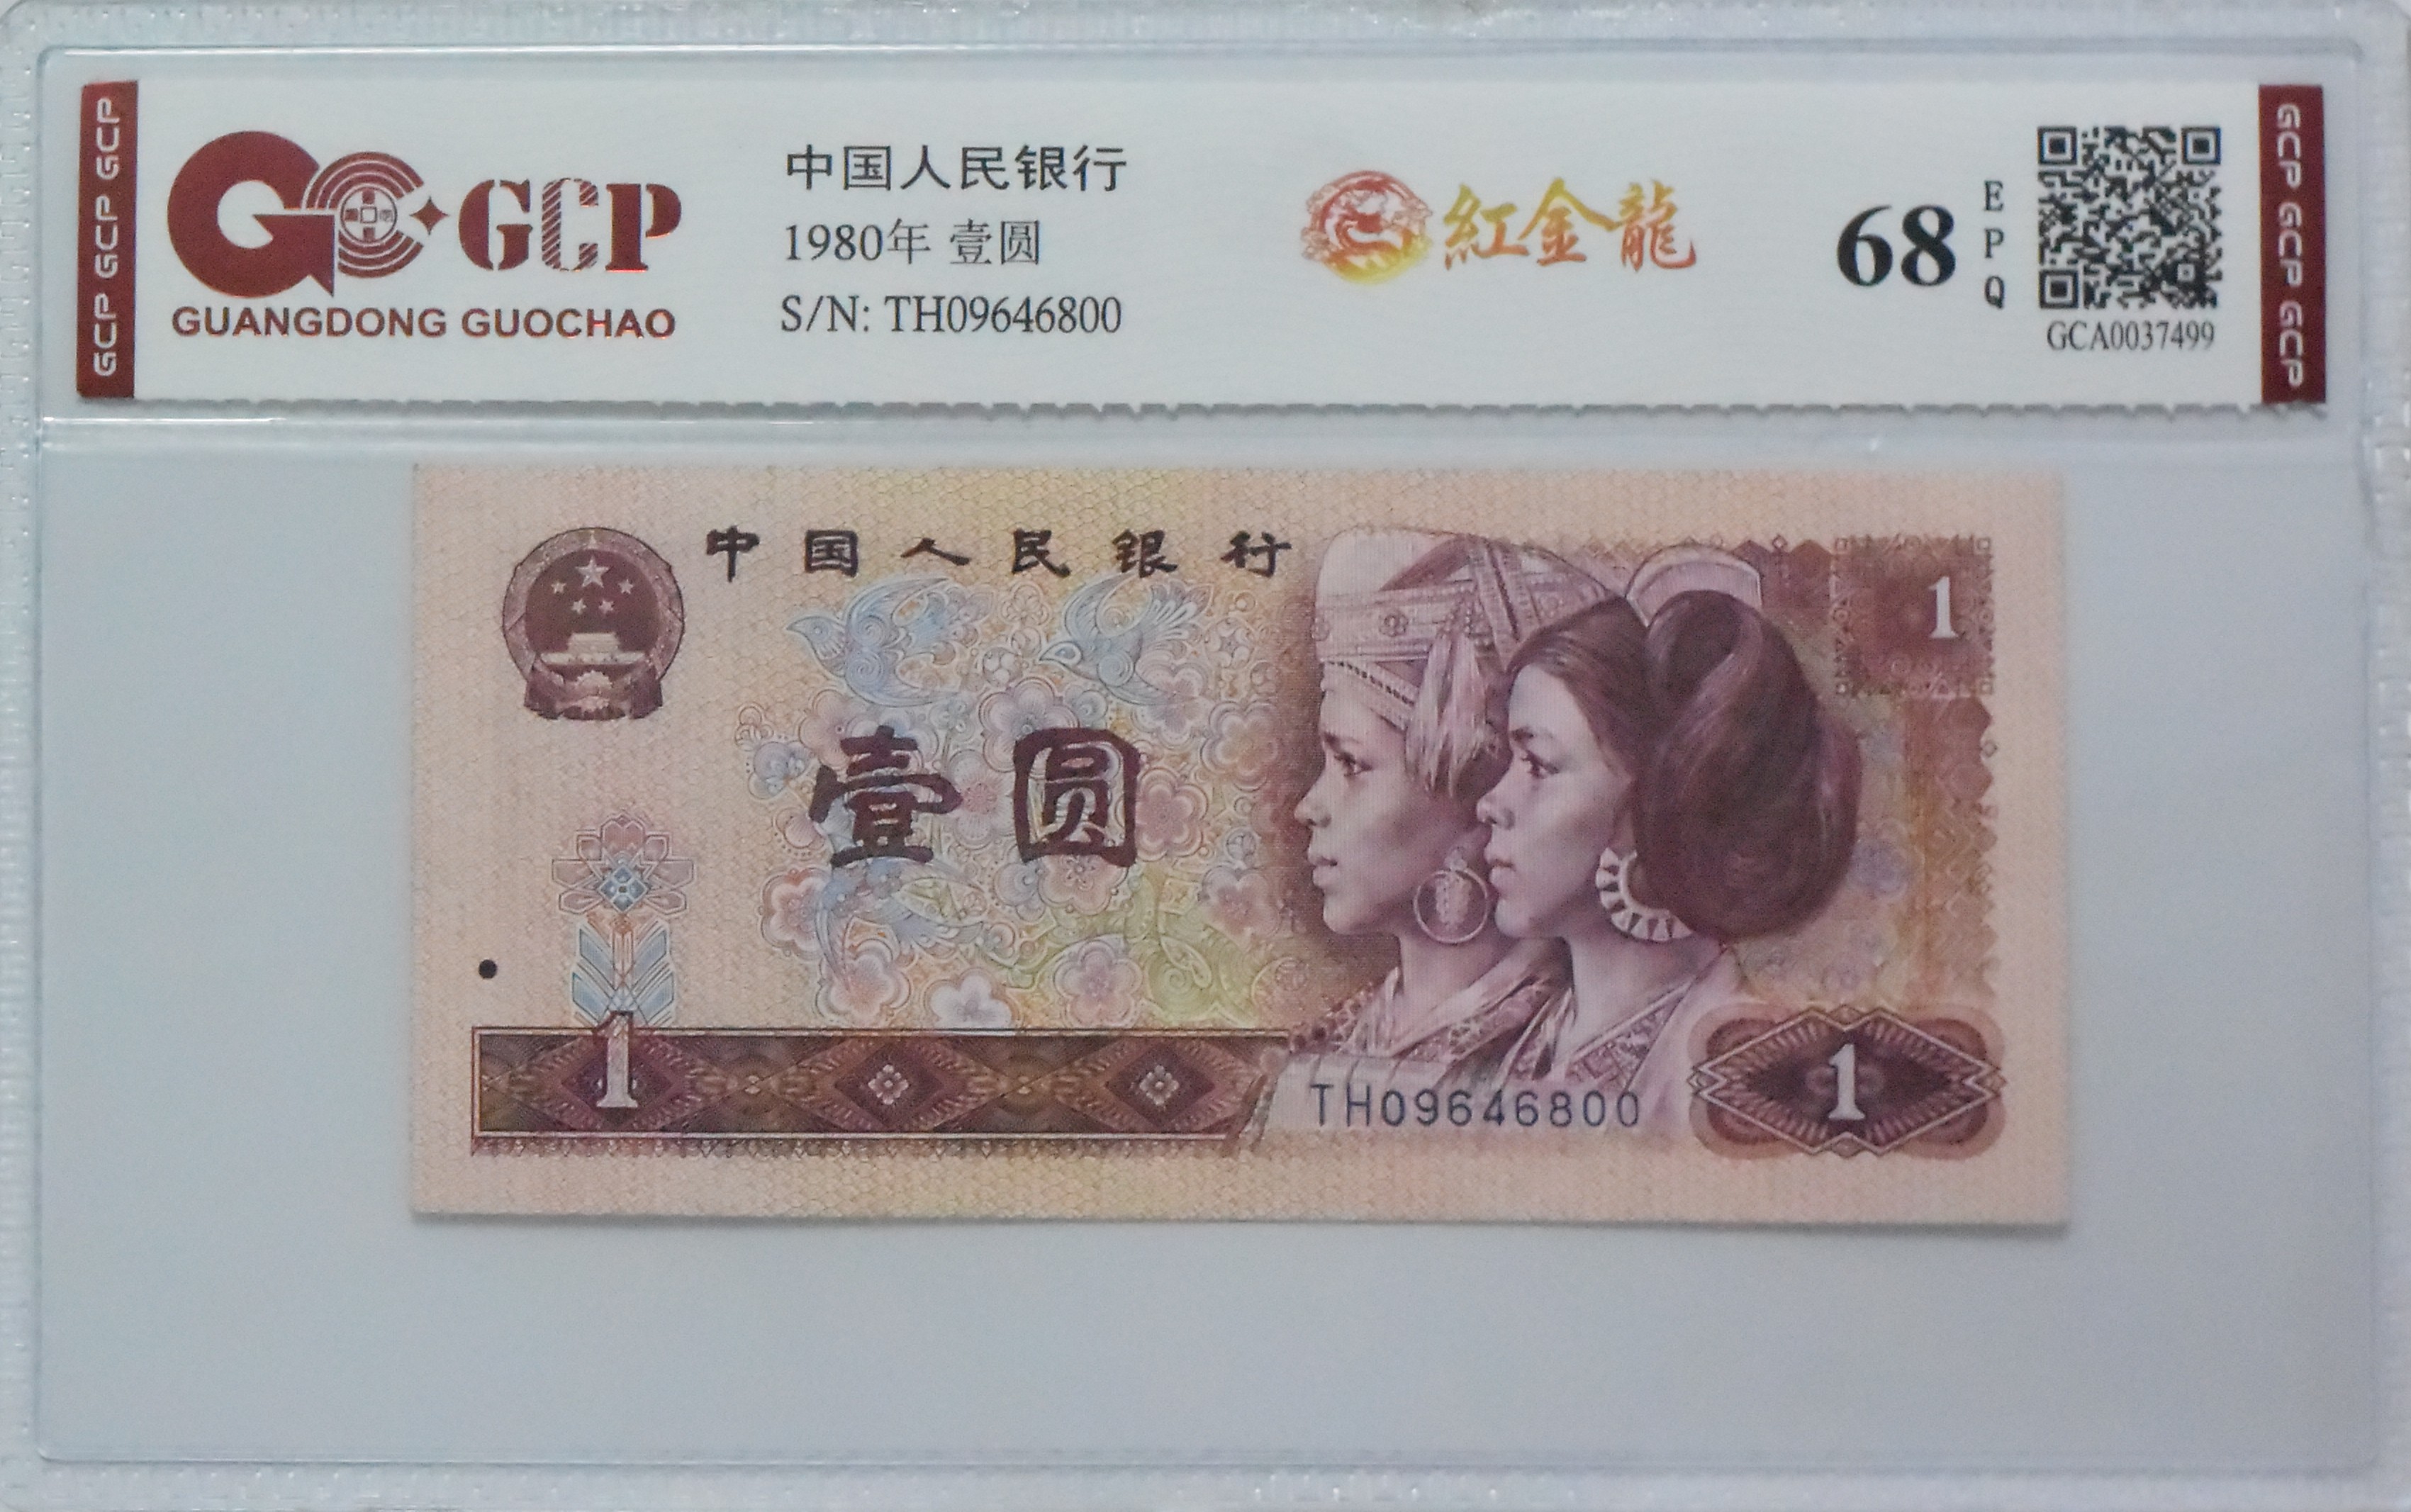 GCP GCP GCP
GCP
GUANGDONG GUOCHAO
中国人民银行
1980年 壹圆
S/N: TH09646800
紅金龍
68
E
P
Q
GCA0037499
GCP GCP GCP
中国人民银行
1
壹圆
1
TH09646800
1